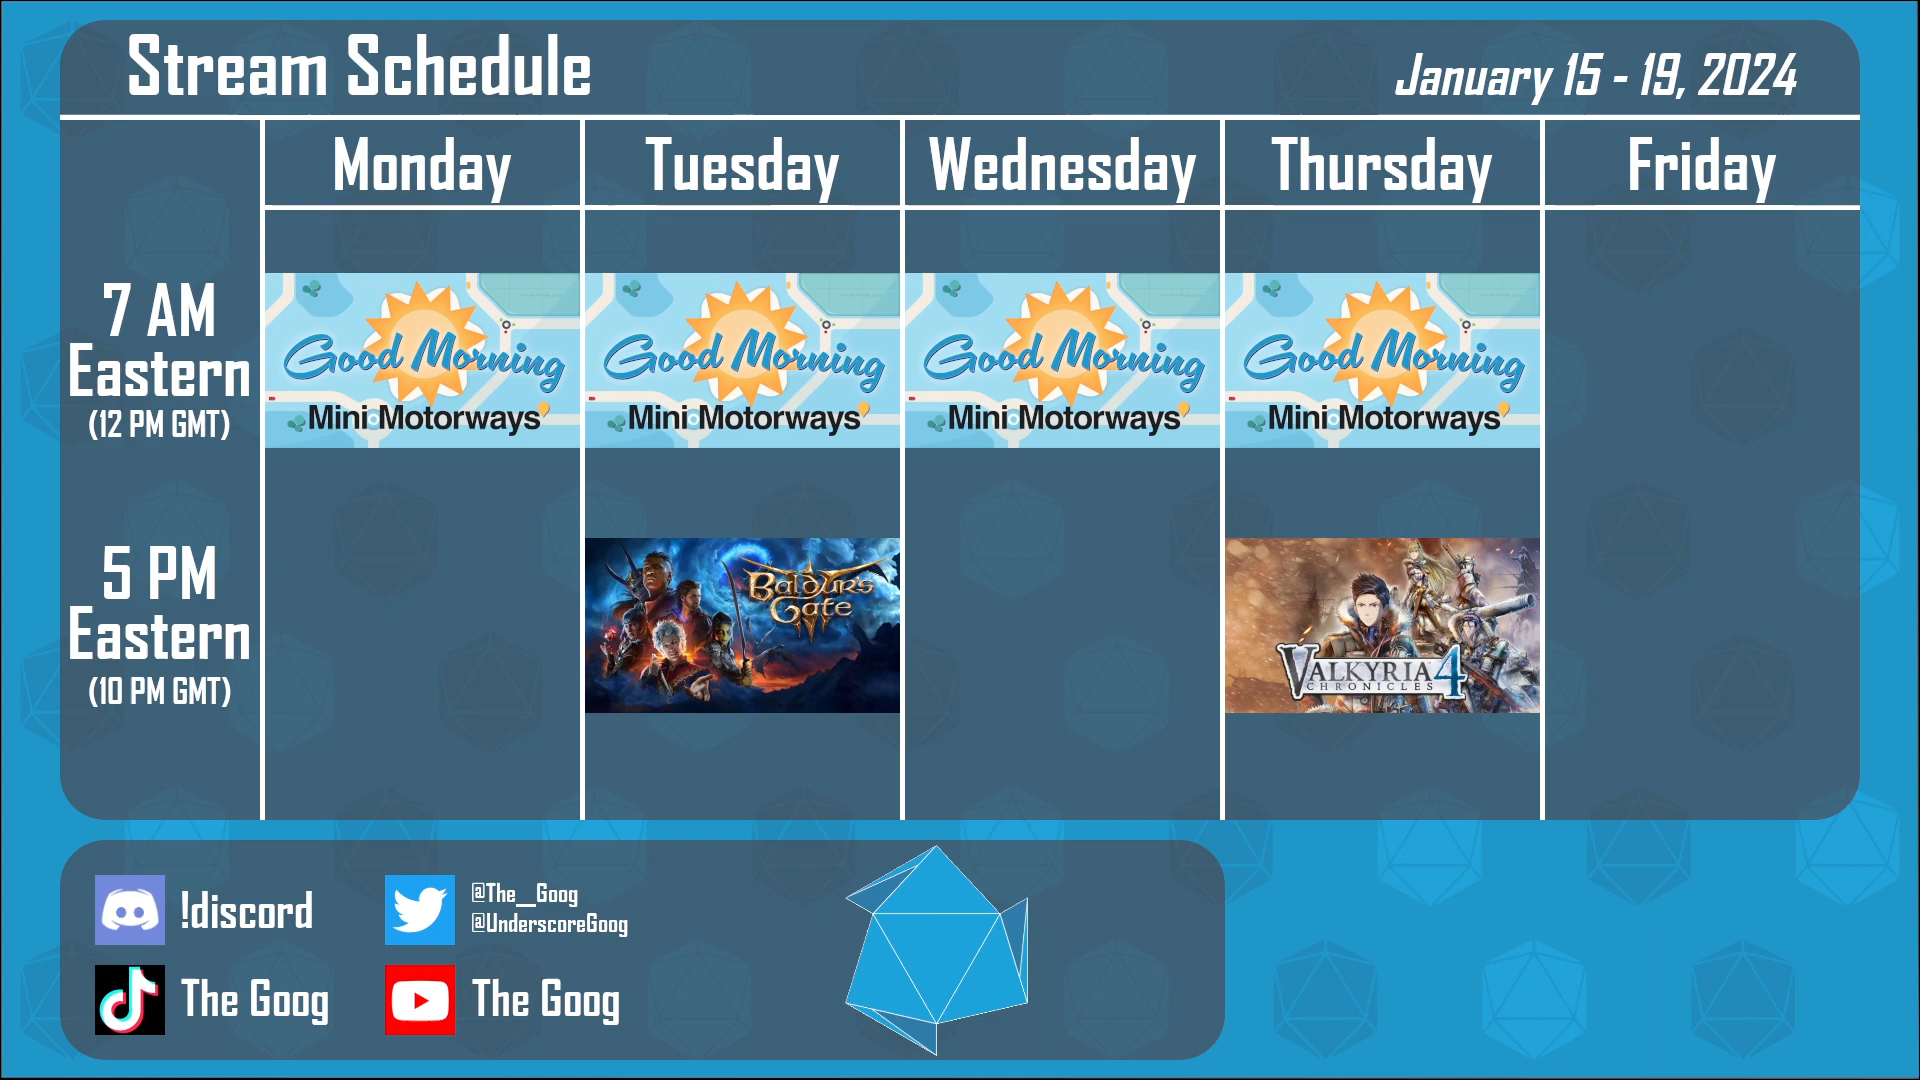 Stream Schedule
January 15 - 19, 2024
Monday
Tuesday
Wednesday
Thursday
Friday
7 AM
Eastern
(12 PM GMT)
Good Morning
Mini Motorways
Good Morning
Mini Motorways
Good Morning
Mini Motorways
Good Morning
Mini Motorways
5 PM
Eastern
(10 PM GMT)
Baldur's
Gate
III
Valkyria 4
Chronicles
!discord
@The__Goog
@UnderscoreGoog
The Goog
The Goog